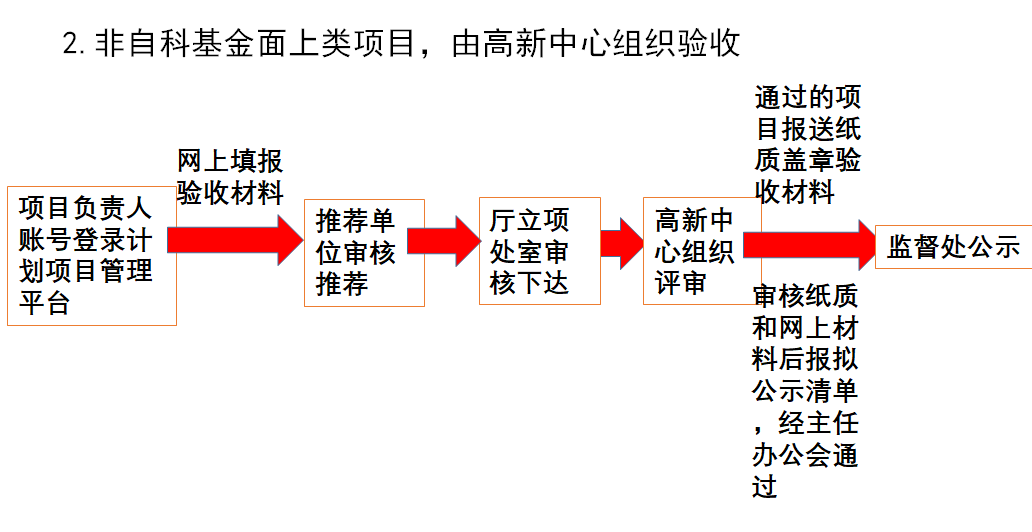 2.非自科基金面上类项目，由高新中心组织验收
项目负责人
账号登录计
划项目管理
平台
网上填报
验收材料
推荐单
位审核
推荐
厅立项
处室审
核下达
高新中
心组织
评审
通过的项
目报送纸
质盖章验
收材料
审核纸质
和网上材
料后报拟
公示清单
，经主任
办公会通
过
监督处公示